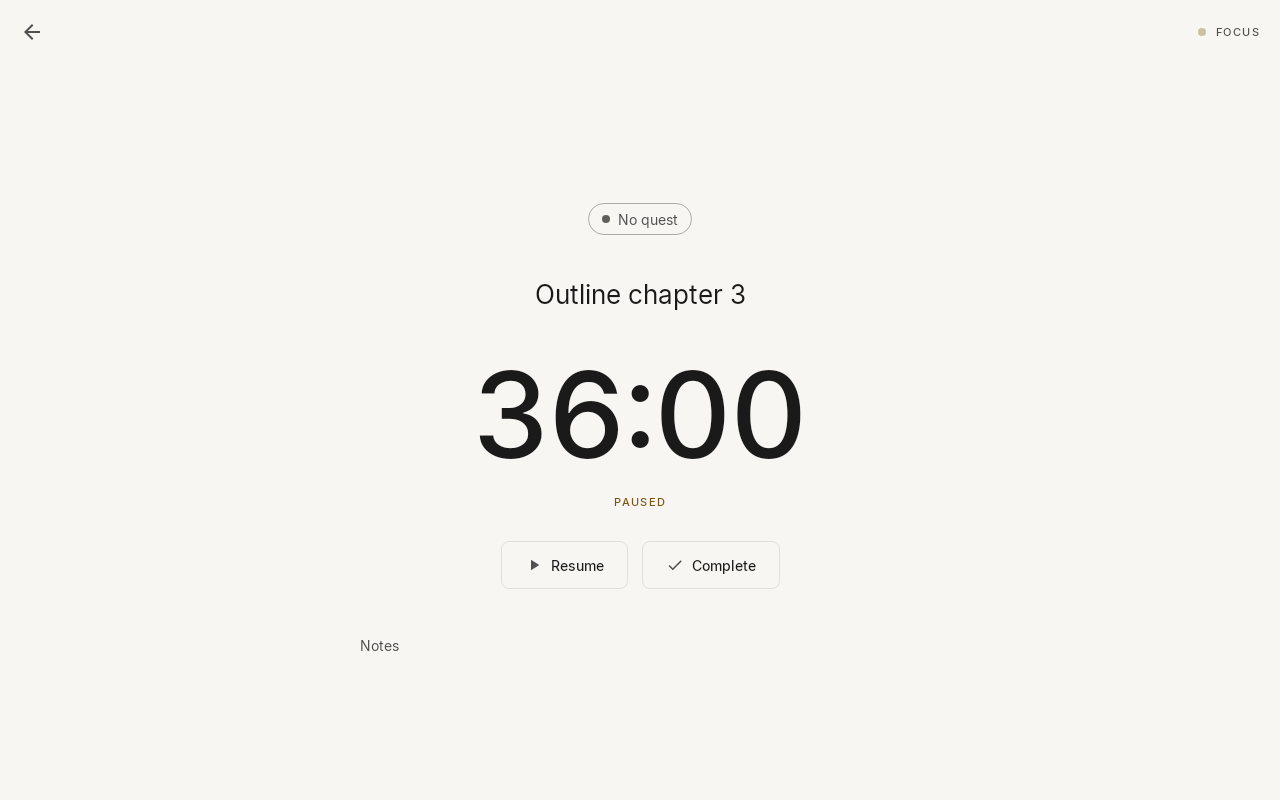 FOCUS
No quest
Outline chapter 3
36:00
PAUSED
Resume
Complete
Notes